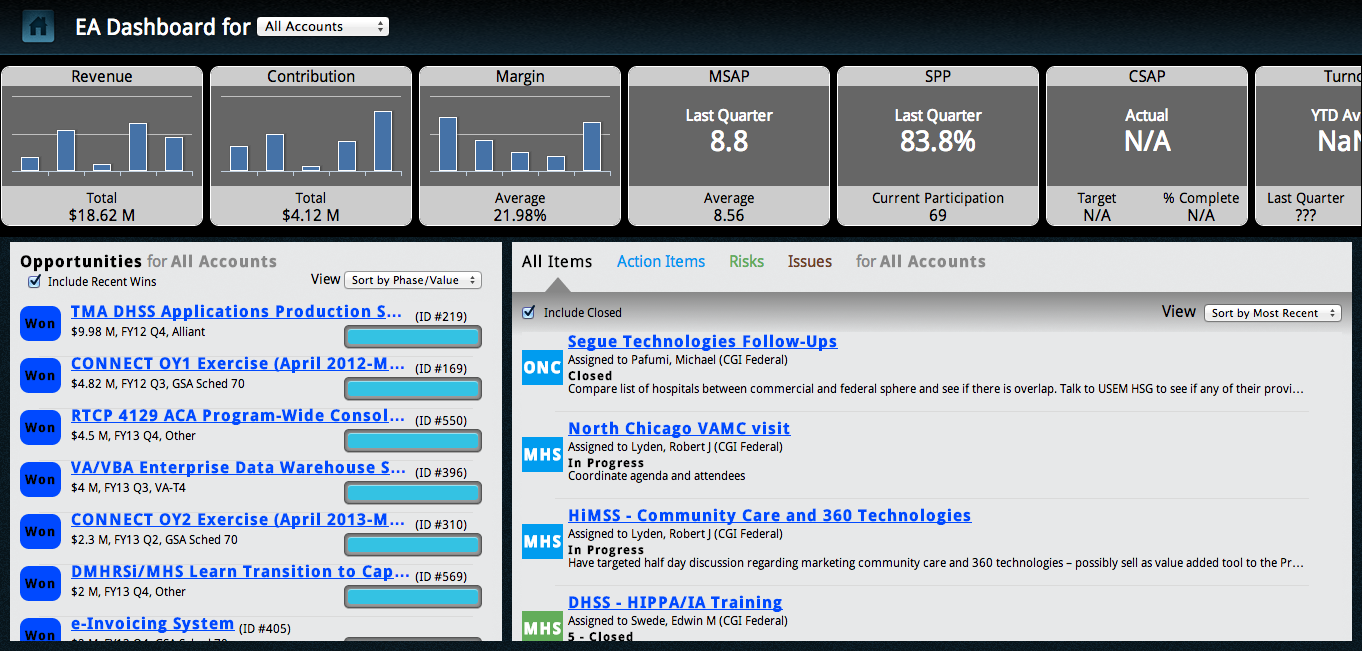 EA Dashboard for All Accounts
Revenue
Total
$18.62 M
Contribution
Total
$4.12 M
Margin
Average
21.98%
MSAP
Last Quarter
8.8
Average
8.56
SPP
Last Quarter
83.8%
Current Participation
69
CSAP
Actual
N/A
Target % Complete
N/A N/A
Last Quarter
???
Opportunities for All Accounts
Include Recent Wins View Sort by Phase/Value
Won TMA DHSS Applications Production S... (ID #219)
$9.98 M, FY12 Q4, Alliant
Won CONNECT OY1 Exercise (April 2012-M... (ID #169)
$4.82 M, FY12 Q3, GSA Sched 70
Won RTCP 4129 ACA Program-Wide Consol... (ID #550)
$4.5 M, FY13 Q4, Other
Won VA/VBA Enterprise Data Warehouse S... (ID #396)
$4 M, FY13 Q3, VA-T4
Won CONNECT OY2 Exercise (April 2013-M... (ID #310)
$2.3 M, FY13 Q2, GSA Sched 70
Won DMHRSi/MHS Learn Transition to Cap... (ID #569)
$2 M, FY13 Q4, Other
Won e-Invoicing System (ID #405)
All Items Action Items Risks Issues for All Accounts
Include Closed View Sort by Most Recent
ONC Segue Technologies Follow-Ups
Assigned to Pafumi, Michael (CGI Federal)
Closed
Compare list of hospitals between commercial and federal sphere and see if there is overlap. Talk to USEM HSG to see if any of their provi...
MHS North Chicago VAMC visit
Assigned to Lyden, Robert J (CGI Federal)
In Progress
Coordinate agenda and attendees
MHS HiMSS - Community Care and 360 Technologies
Assigned to Lyden, Robert J (CGI Federal)
In Progress
Have targeted half day discussion regarding marketing community care and 360 technologies – possibly sell as value added tool to the Pr...
MHS DHSS - HIPPA/IA Training
Assigned to Swede, Edwin M (CGI Federal)
5 - Closed